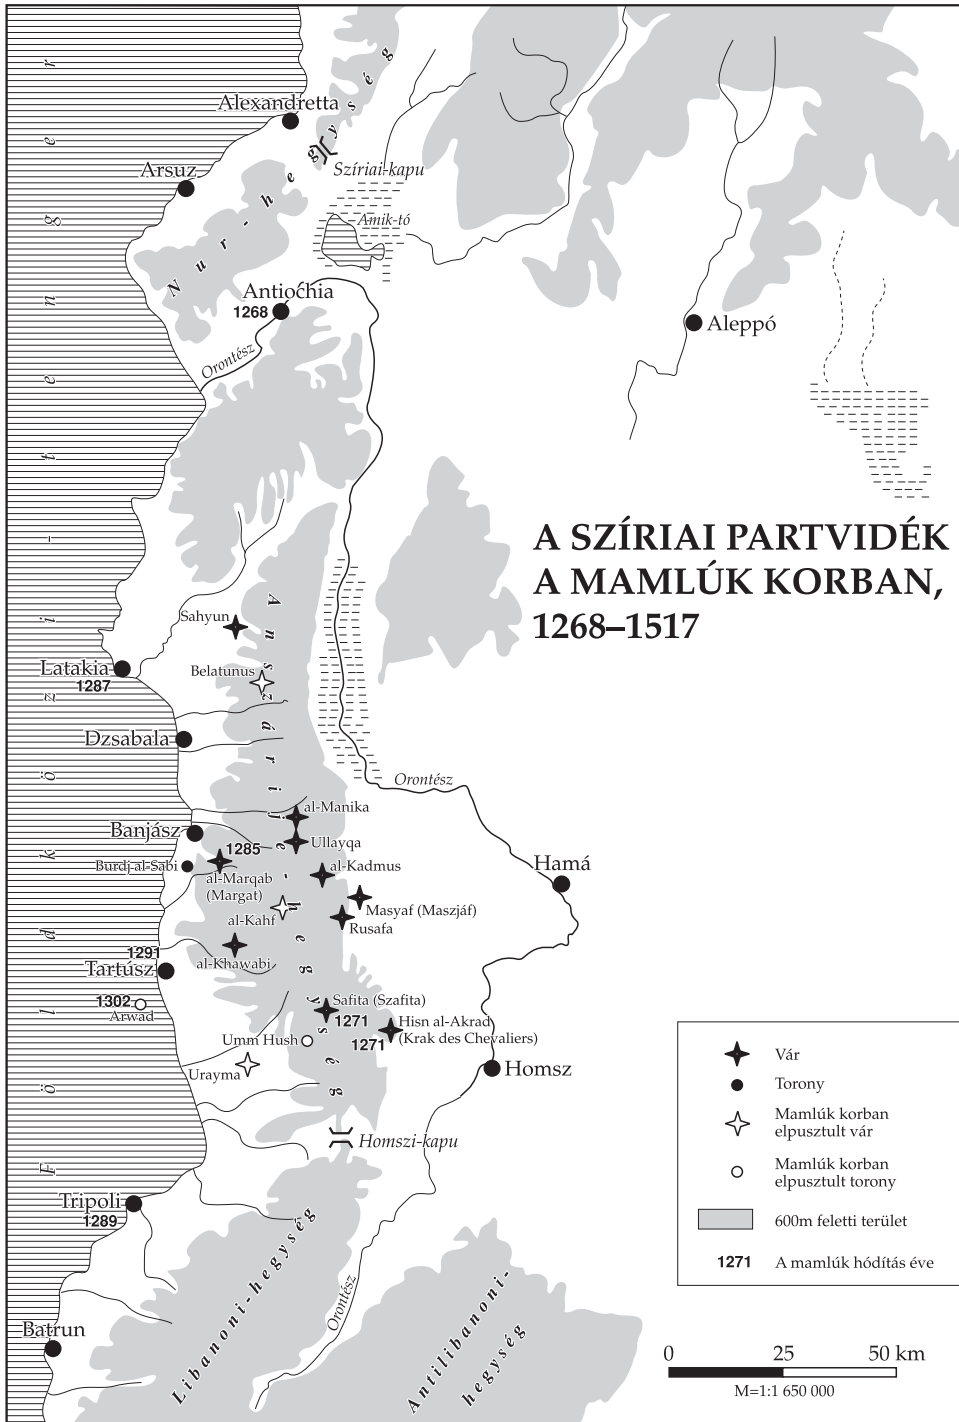 Alexandretta
Arsuz
Szíriai-kapu
Nur-hegység
Amik-tó
Antiochia
1268
Aleppó
Orontész
A SZÍRIAI PARTVIDÉK
A MAMLÚK KORBAN,
1268–1517
Földközi-tenger
Anszárije-hegység
Sahyun
Belatunus
Latakia
1287
Dzsabala
Orontész
al-Manika
Banjász
Ullayqa
1285
Burdj al-Sabi
al-Kadmus
al-Marqab
(Margat)
Hamá
Masyaf (Maszjáf)
al-Kahf
Rusafa
al-Khawabi
1291
Tartúsz
1302
Arwad
Safita (Szafita)
1271
Hisn al-Akrad
(Krak des Chevaliers)
1271
Umm Hush
Urayma
Homsz
Homszi-kapu
Tripoli
1289
Libanoni-hegység
Orontész
Antilibanoni-
hegység
Batrun
Vár
Torony
Mamlúk korban
elpusztult vár
Mamlúk korban
elpusztult torony
600m feletti terület
1271 A mamlúk hódítás éve
0 25 50 km
M=1:1 650 000